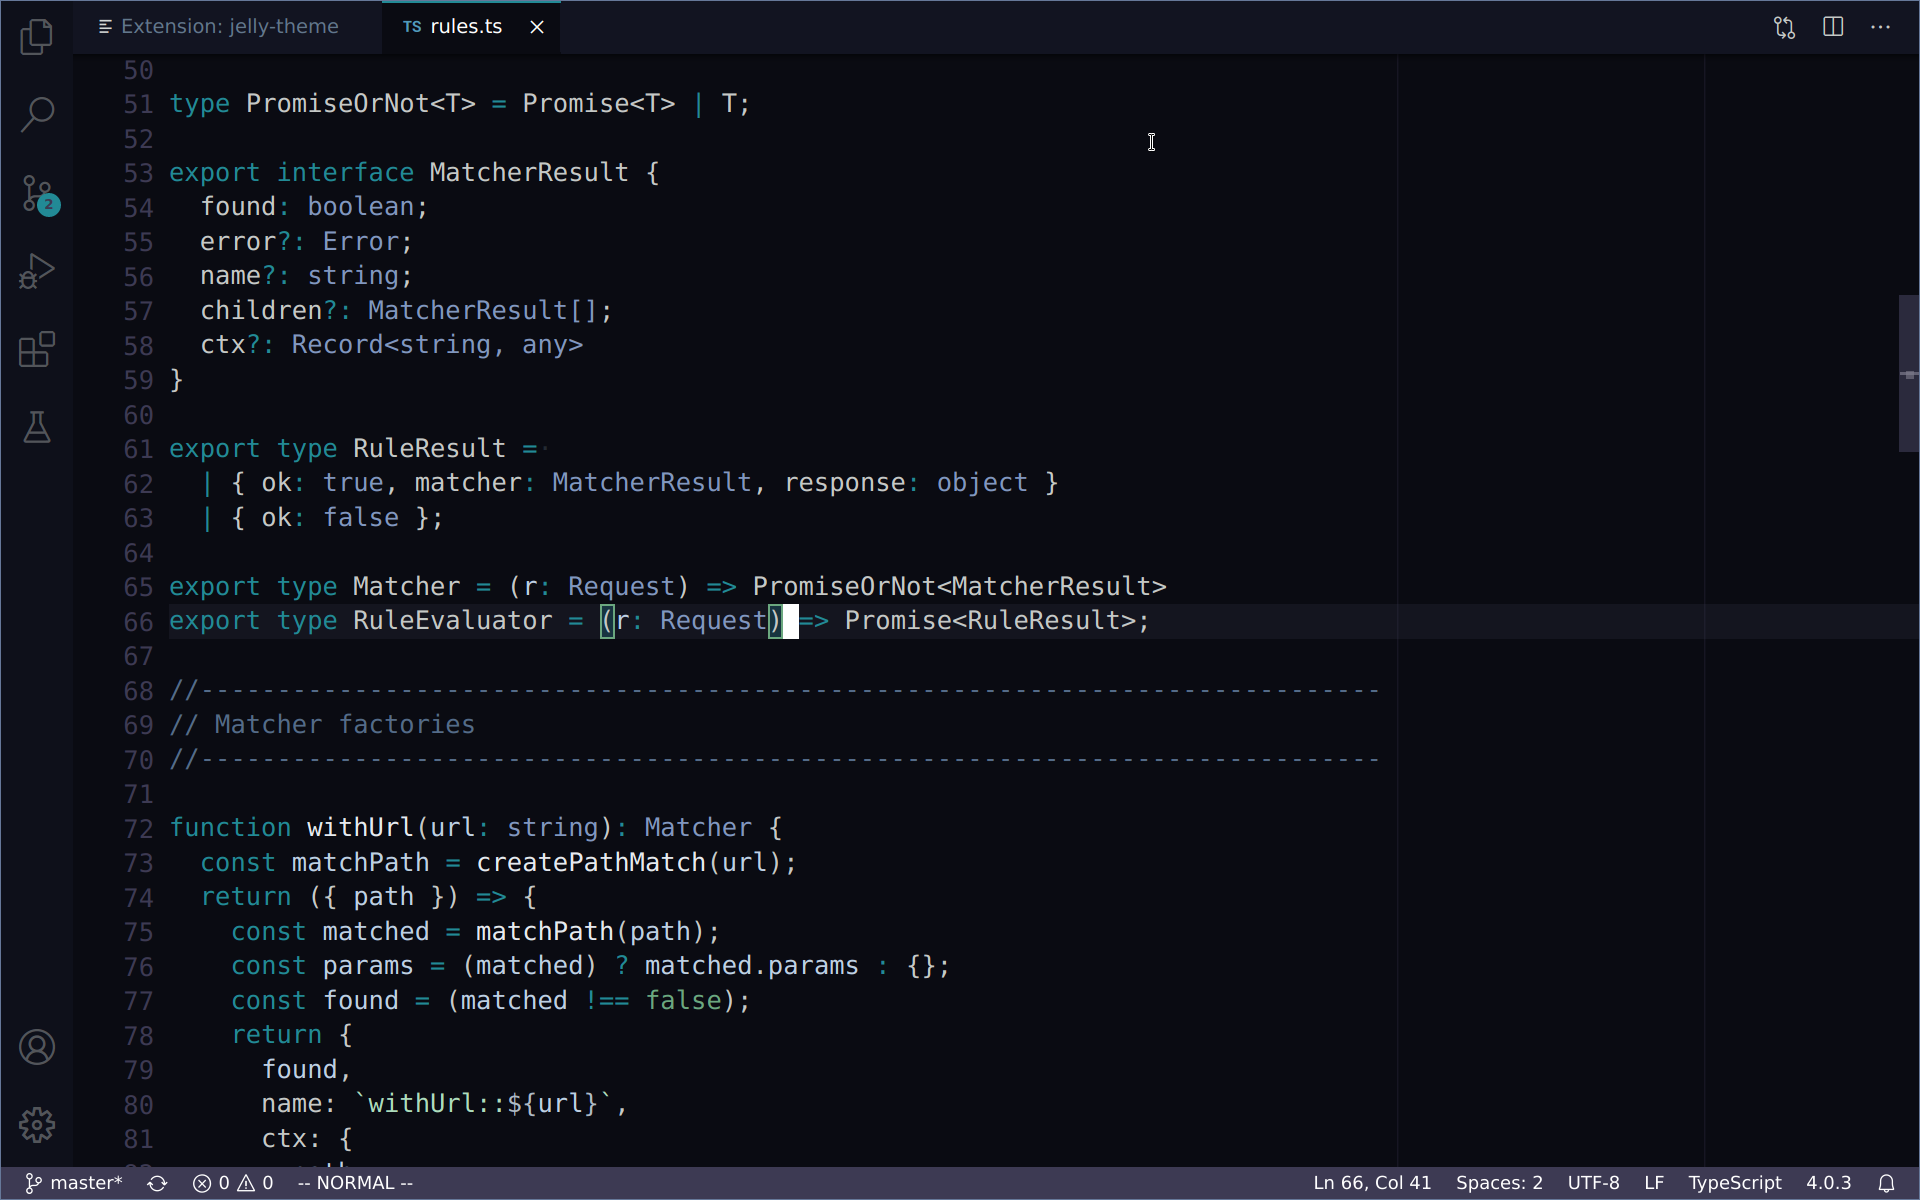 Extension: jelly-theme
TS rules.ts
50
51 type PromiseOrNot<T> = Promise<T> | T;
52
53 export interface MatcherResult {
54   found: boolean;
55   error?: Error;
56   name?: string;
57   children?: MatcherResult[];
58   ctx?: Record<string, any>
59 }
60
61 export type RuleResult =
62   | { ok: true, matcher: MatcherResult, response: object }
63   | { ok: false };
64
65 export type Matcher = (r: Request) => PromiseOrNot<MatcherResult>
66 export type RuleEvaluator = (r: Request) => Promise<RuleResult>;
67
68 //-----------------------------------------------------------------------------
69 // Matcher factories
70 //-----------------------------------------------------------------------------
71
72 function withUrl(url: string): Matcher {
73   const matchPath = createPathMatch(url);
74   return ({ path }) => {
75     const matched = matchPath(path);
76     const params = (matched) ? matched.params : {};
77     const found = (matched !== false);
78     return {
79       found,
80       name: `withUrl::${url}`,
81       ctx: {
2
master* 0 0 -- NORMAL -- Ln 66, Col 41 Spaces: 2 UTF-8 LF TypeScript 4.0.3